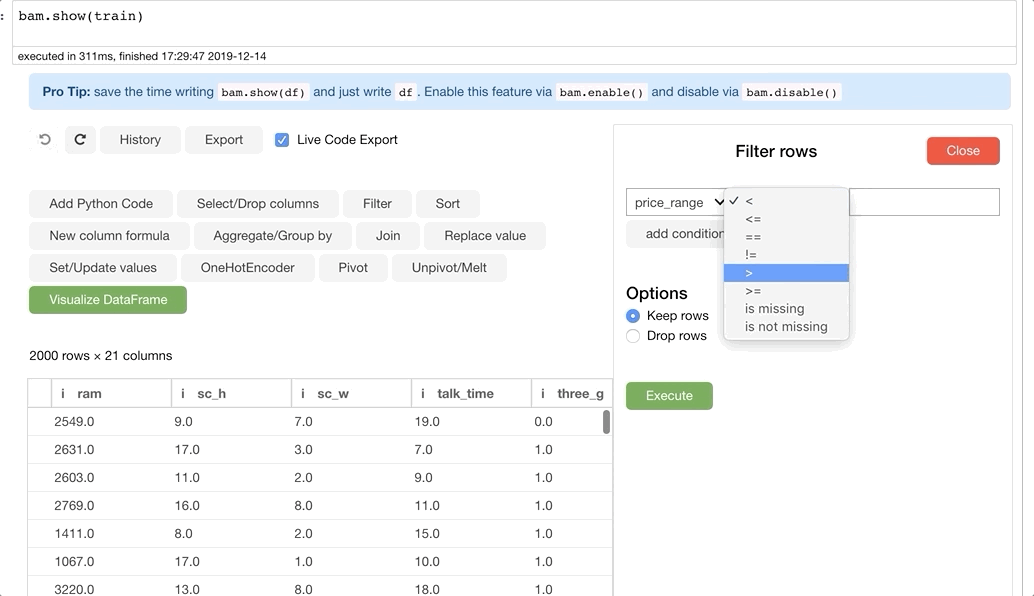 : bam.show(train)
executed in 311ms, finished 17:29:47 2019-12-14
Pro Tip: save the time writing bam.show(df) and just write df . Enable this feature via bam.enable() and disable via bam.disable()
History Export Live Code Export
Filter rows Close
Add Python Code Select/Drop columns Filter Sort
New column formula Aggregate/Group by Join Replace value
Set/Update values OneHotEncoder Pivot Unpivot/Melt
Visualize DataFrame
price_range
add condition
<
<=
==
!=
>
>=
is missing
is not missing
Options
Keep rows
Drop rows
Execute
2000 rows × 21 columns
i ram i sc_h i sc_w i talk_time i three_g
2549.0 9.0 7.0 19.0 0.0
2631.0 17.0 3.0 7.0 1.0
2603.0 11.0 2.0 9.0 1.0
2769.0 16.0 8.0 11.0 1.0
1411.0 8.0 2.0 15.0 1.0
1067.0 17.0 1.0 10.0 1.0
3220.0 13.0 8.0 18.0 1.0